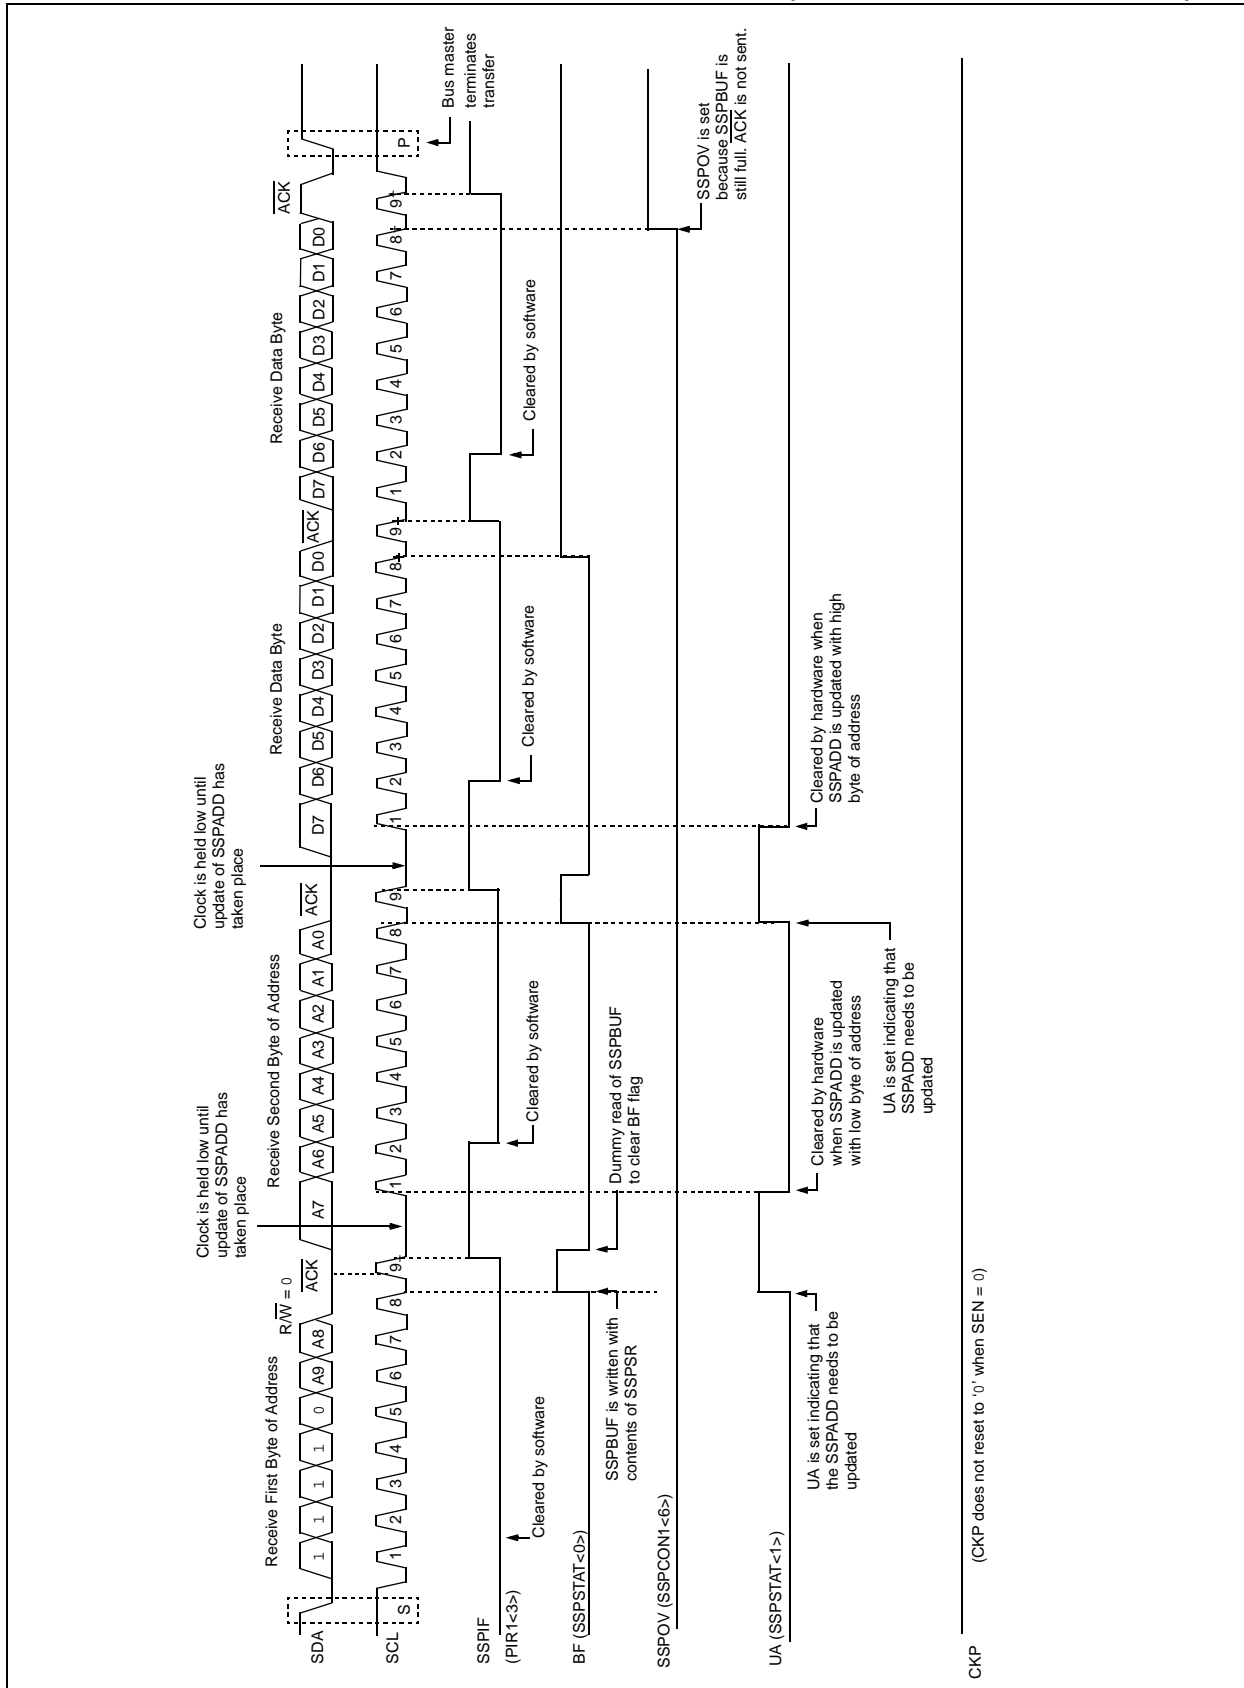 Receive First Byte of Address
R/W = 0
Clock is held low until
update of SSPADD has
taken place
Receive Second Byte of Address
Clock is held low until
update of SSPADD has
taken place
Receive Data Byte
Receive Data Byte
ACK
SDA
1 1 1 1 0 A9 A8 ACK A7 A6 A5 A4 A3 A2 A1 A0 ACK D7 D6 D5 D4 D3 D2 D1 D0 ACK D7 D6 D5 D4 D3 D2 D1 D0
SCL
S 1 2 3 4 5 6 7 8 9 1 2 3 4 5 6 7 8 9 1 2 3 4 5 6 7 8 9 1 2 3 4 5 6 7 8 9 P
Bus master
terminates
transfer
SSPIF
(PIR1<3>)
Cleared by software
Cleared by software
Cleared by software
Cleared by software
BF (SSPSTAT<0>)
SSPBUF is written with
contents of SSPSR
Dummy read of SSPBUF
to clear BF flag
SSPOV (SSPCON1<6>)
SSPOV is set
because SSPBUF is
still full. ACK is not sent.
UA (SSPSTAT<1>)
UA is set indicating that
the SSPADD needs to be
updated
Cleared by hardware
when SSPADD is updated
with low byte of address
UA is set indicating that
SSPADD needs to be
updated
Cleared by hardware when
SSPADD is updated with high
byte of address
CKP
(CKP does not reset to ‘0’ when SEN = 0)